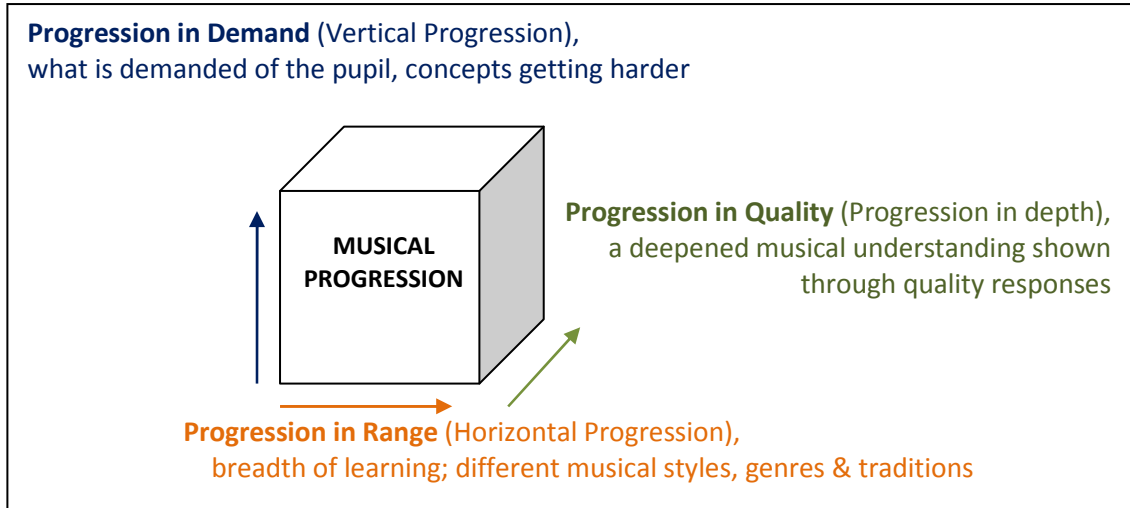 Progression in Demand (Vertical Progression),
what is demanded of the pupil, concepts getting harder
MUSICAL
PROGRESSION
Progression in Quality (Progression in depth),
a deepened musical understanding shown
through quality responses
Progression in Range (Horizontal Progression),
breadth of learning; different musical styles, genres & traditions